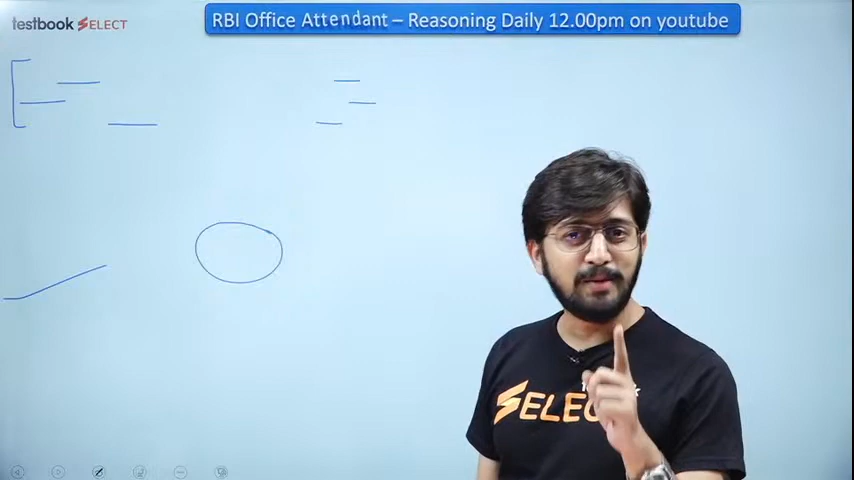 testbook SELECT
RBI Office Attendant – Reasoning Daily 12.00pm on youtube
SELEC